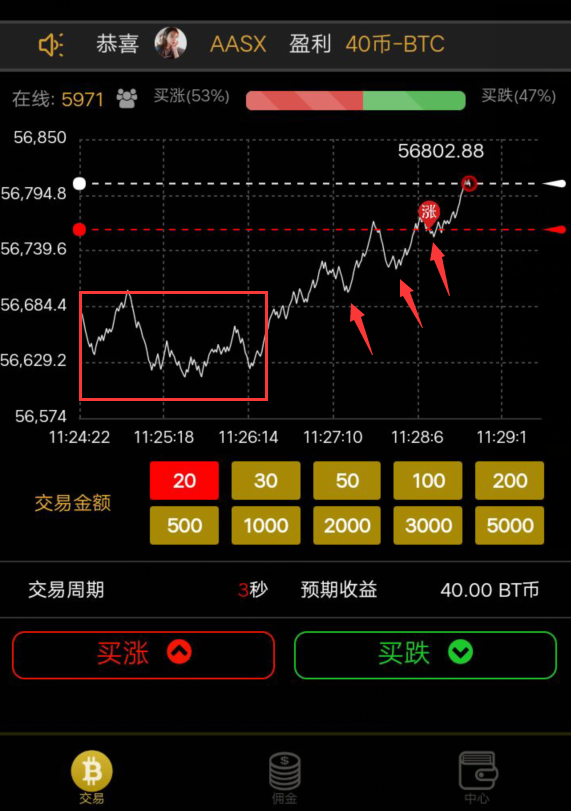 恭喜 AASX 盈利 40币-BTC
在线: 5971 买涨(53%) 买跌(47%)
56,850
56802.88
56,794.8
涨
56,739.6
56,684.4
56,629.2
56,574
11:24:22 11:25:18 11:26:14 11:27:10 11:28:6 11:29:1
交易金额
20 30 50 100 200
500 1000 2000 3000 5000
交易周期 3秒 预期收益 40.00 BT币
买涨 买跌
交易 佣金 中心